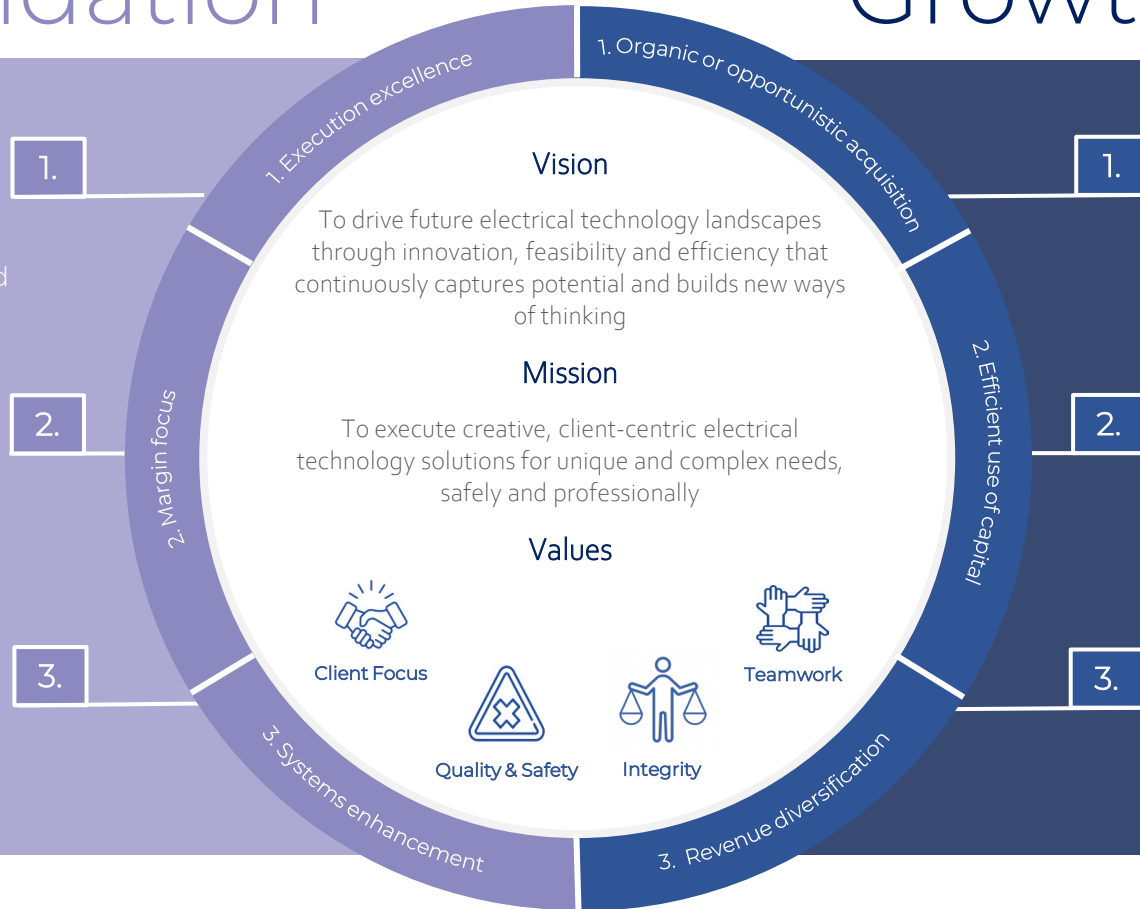 1. Execution excellence
2. Margin focus
3. Systems enhancement
1. Organic or opportunistic acquisition
2. Efficient use of capital
3. Revenue diversification
1.
2.
3.
Vision
To drive future electrical technology landscapes
through innovation, feasibility and efficiency that
continuously captures potential and builds new ways
of thinking
Mission
To execute creative, client-centric electrical
technology solutions for unique and complex needs,
safely and professionally
Values
Client Focus
Quality & Safety
Integrity
Teamwork
1.
2.
3.